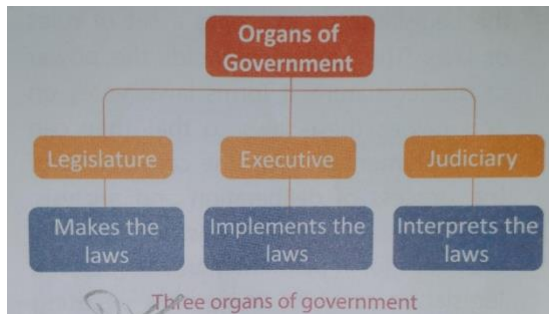 Organs of
Government
Legislature
Executive
Judiciary
Makes the
laws
Implements the
laws
Interprets the
laws
Three organs of government